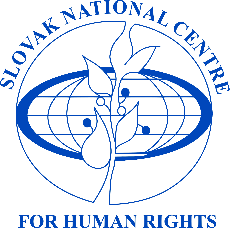 SLOVAK NATIONAL CENTRE
FOR HUMAN RIGHTS